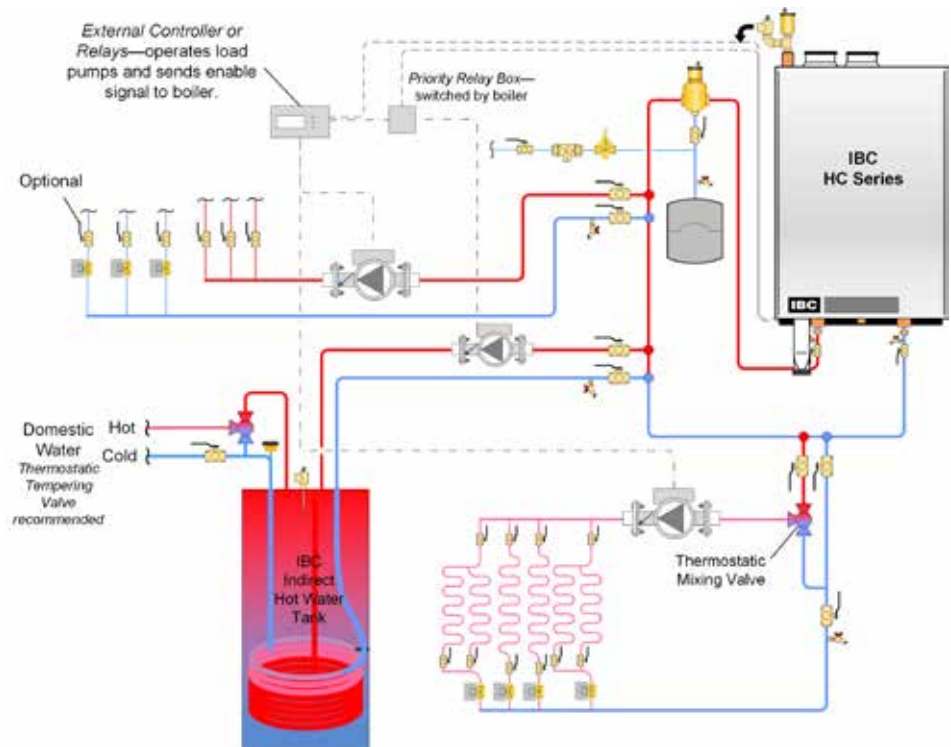 External Controller or
Relays—operates load
pumps and sends enable
signal to boiler.
Priority Relay Box—
switched by boiler
IBC
HC Series
Optional
IBC
Domestic
Water
Thermostatic
Tempering
Valve
recommended
Hot
Cold
IBC
Indirect
Hot Water
Tank
Thermostatic
Mixing Valve